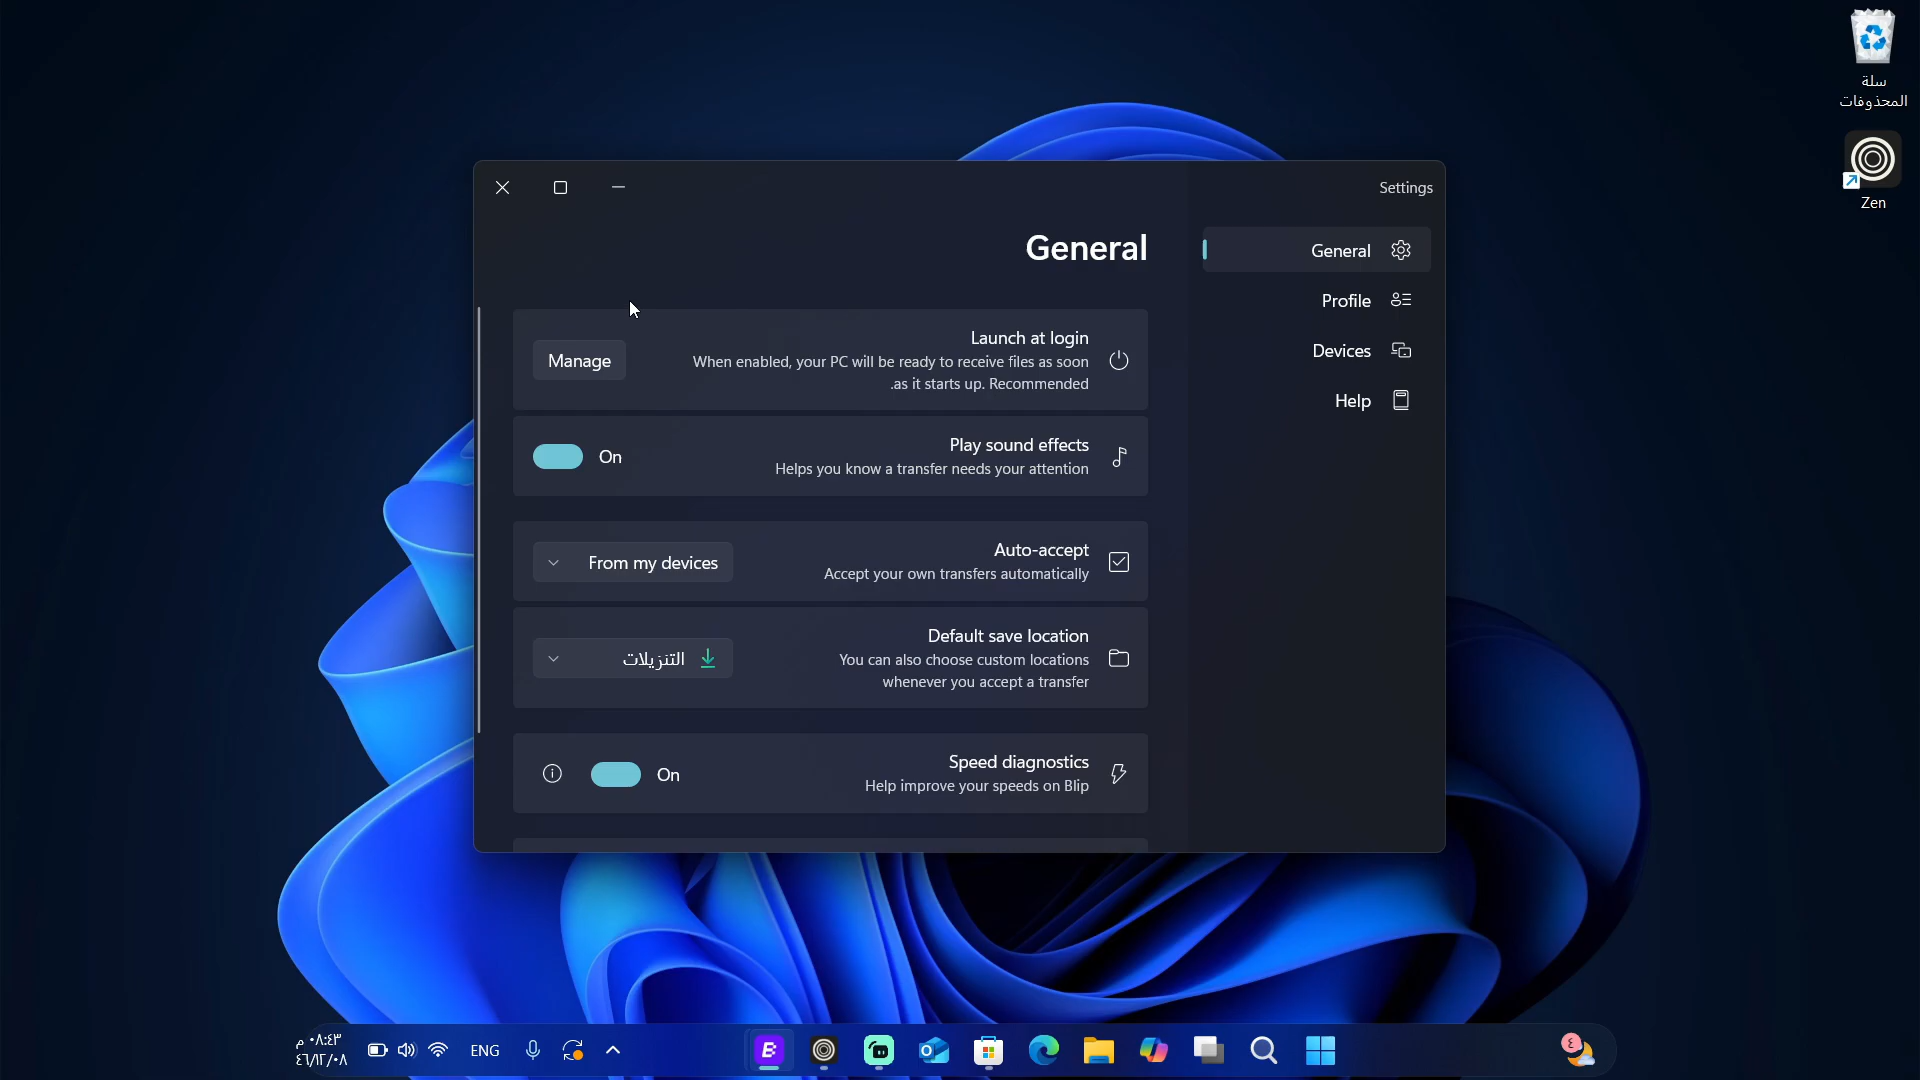 سلة
المحذوفات
Zen
Settings
General
Profile
Devices
Help
General
Launch at login
When enabled, your PC will be ready to receive files as soon
.as it starts up. Recommended
Manage
Play sound effects
Helps you know a transfer needs your attention
On
Auto-accept
Accept your own transfers automatically
From my devices
Default save location
You can also choose custom locations
whenever you accept a transfer
التنزيلات
Speed diagnostics
Help improve your speeds on Blip
On
٤
ENG
٠٨:٤٣ م
٤٦/١٢/٠٨